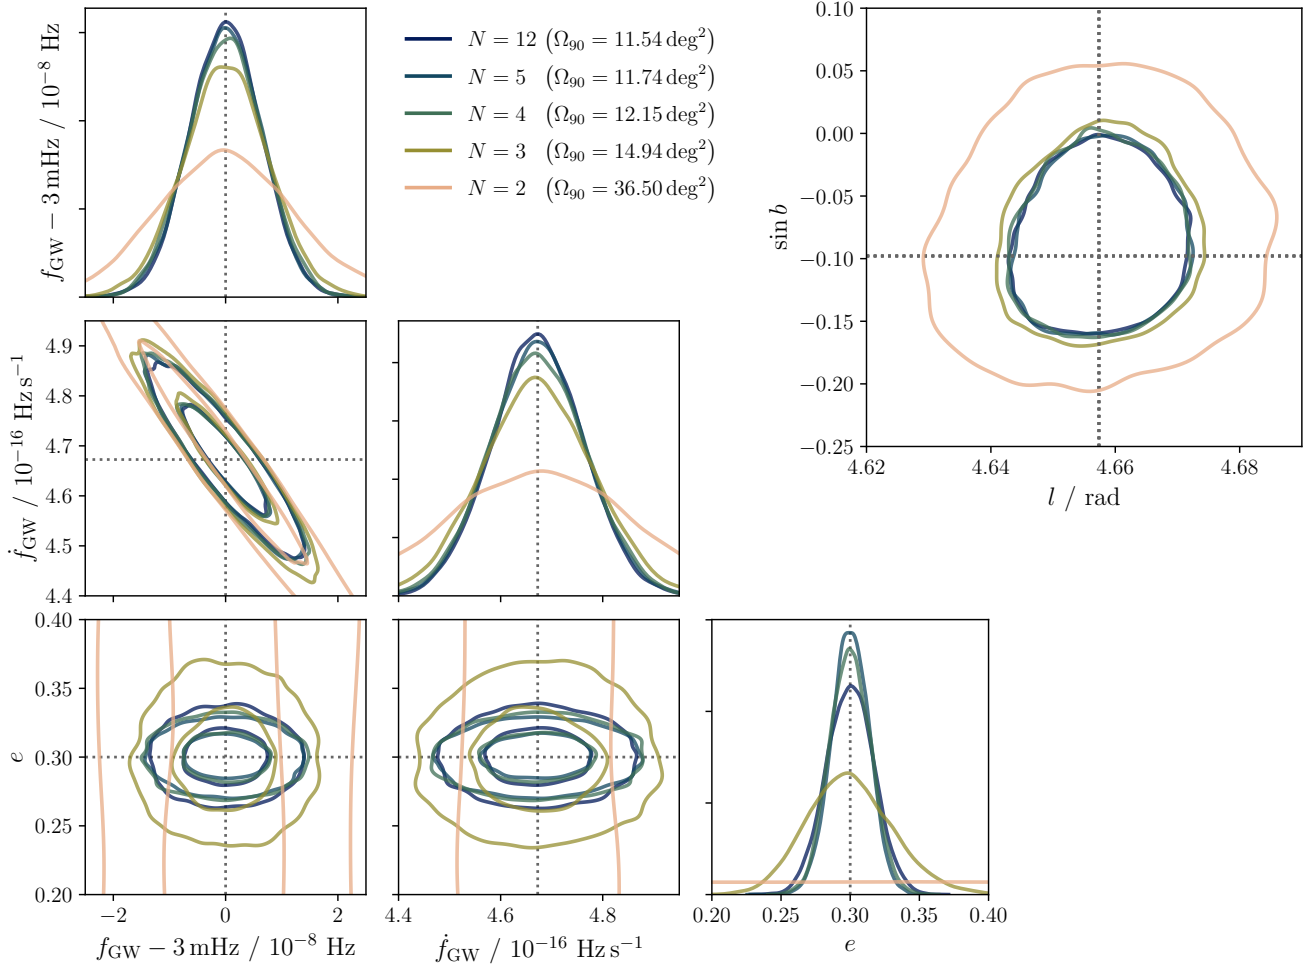 f_GW − 3 mHz / 10⁻⁸ Hz
N = 12 (Ω₉₀ = 11.54 deg²)
N = 5 (Ω₉₀ = 11.74 deg²)
N = 4 (Ω₉₀ = 12.15 deg²)
N = 3 (Ω₉₀ = 14.94 deg²)
N = 2 (Ω₉₀ = 36.50 deg²)
sin b
0.10
0.05
0.00
−0.05
−0.10
−0.15
−0.20
−0.25
4.62 4.64 4.66 4.68
l / rad
ḟ_GW / 10⁻¹⁶ Hz s⁻¹
4.9
4.8
4.7
4.6
4.5
4.4
e
0.40
0.35
0.30
0.25
0.20
−2 0 2
f_GW − 3 mHz / 10⁻⁸ Hz
4.4 4.6 4.8
ḟ_GW / 10⁻¹⁶ Hz s⁻¹
0.20 0.25 0.30 0.35 0.40
e